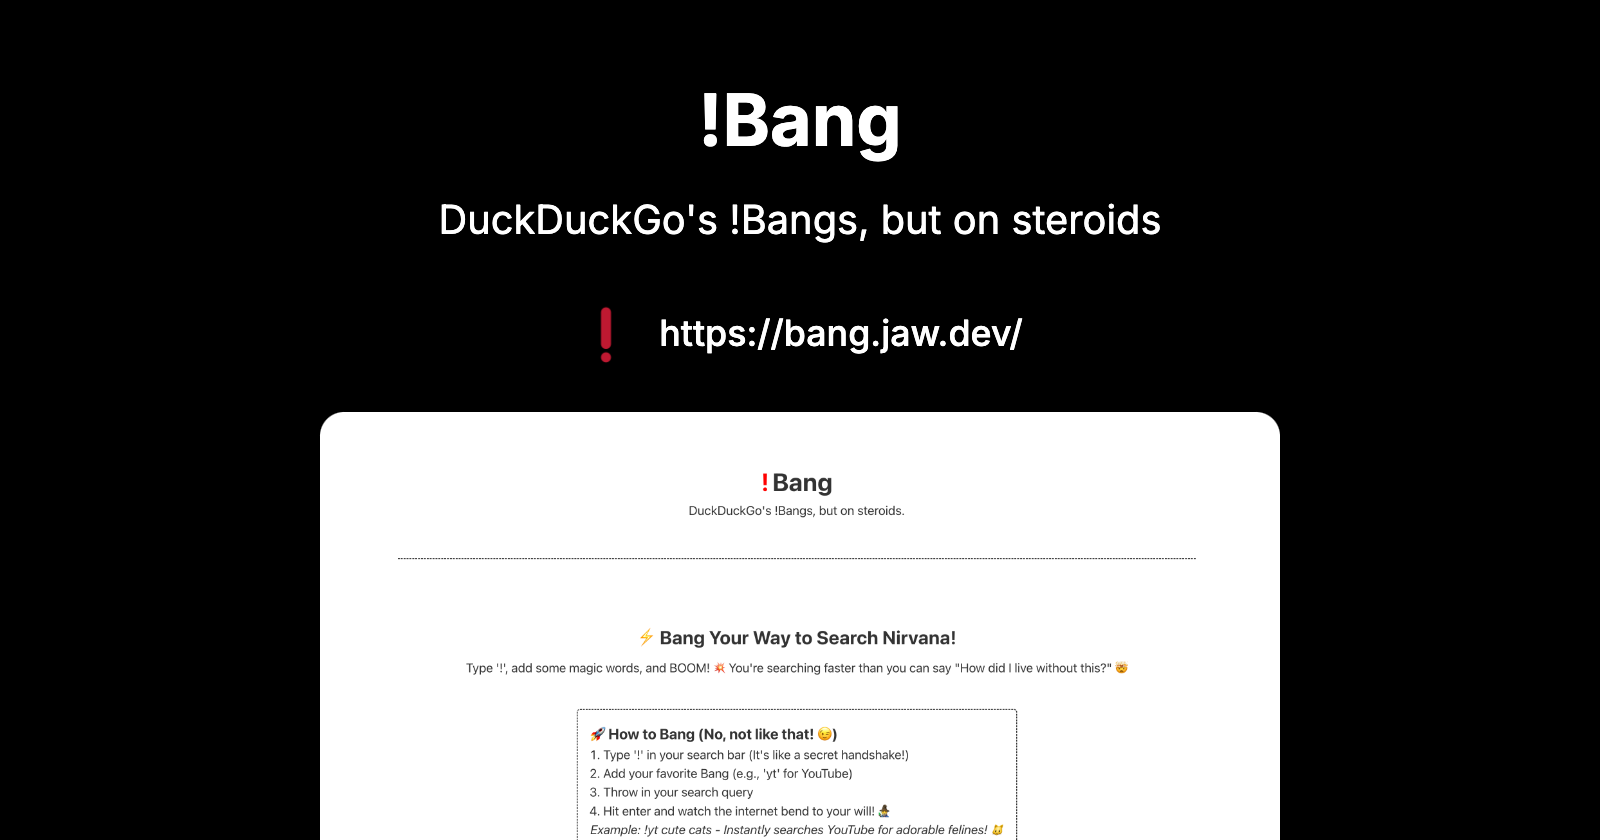 !Bang
DuckDuckGo's !Bangs, but on steroids
❗ https://bang.jaw.dev/
!Bang
DuckDuckGo's !Bangs, but on steroids.
⚡ Bang Your Way to Search Nirvana!
Type '!', add some magic words, and BOOM! 💥 You're searching faster than you can say "How did I live without this?" 🤯
🚀 How to Bang (No, not like that! 😉)
1. Type '!' in your search bar (It's like a secret handshake!)
2. Add your favorite Bang (e.g., 'yt' for YouTube)
3. Throw in your search query
4. Hit enter and watch the internet bend to your will! 🧙‍♂️
Example: !yt cute cats - Instantly searches YouTube for adorable felines! 🐱